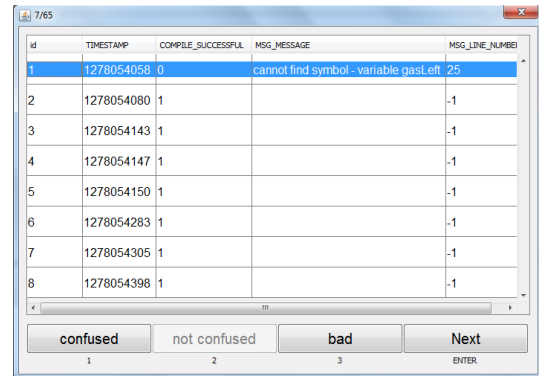 7/65
id TIMESTAMP COMPILE_SUCCESSFUL MSG_MESSAGE MSG_LINE_NUMBE
1 1278054058 0 cannot find symbol - variable gasLeft 25
2 1278054080 1 -1
3 1278054143 1 -1
4 1278054147 1 -1
5 1278054150 1 -1
6 1278054283 1 -1
7 1278054305 1 -1
8 1278054398 1 -1
confused not confused bad Next
1 2 3 ENTER